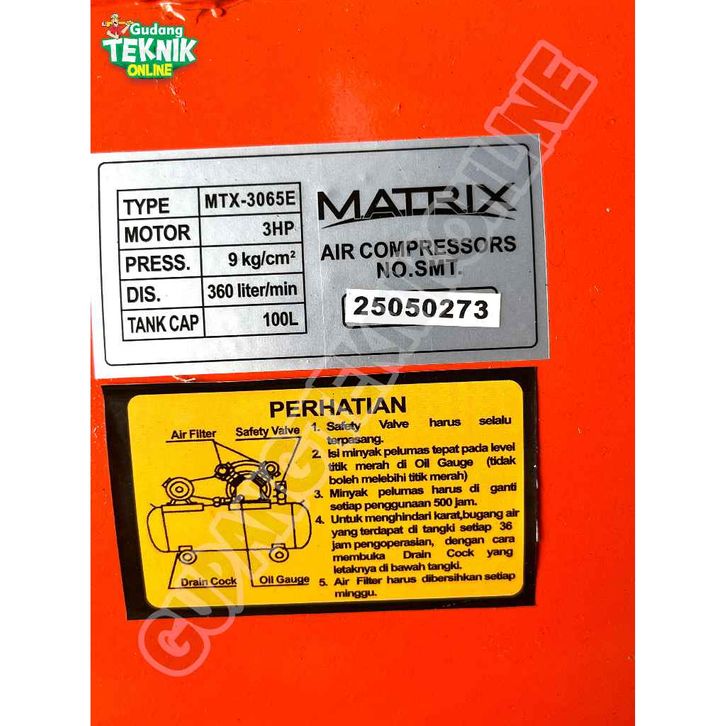 Gudang
TEKNIK
ONLINE
TYPE MTX-3065E
MOTOR 3HP
PRESS. 9 kg/cm²
DIS. 360 liter/min
TANK CAP 100L
MATRIX
AIR COMPRESSORS
NO.SMT.
25050273
PERHATIAN
Air Filter Safety Valve
Drain Cock Oil Gauge
1. Safety Valve harus selalu
terpasang.
2. Isi minyak pelumas tepat pada level
titik merah di Oil Gauge (tidak
boleh melebihi titik merah)
3. Minyak pelumas harus di ganti
setiap penggunaan 500 jam.
4. Untuk menghindari karat,bugang air
yang terdapat di tangki setiap 36
jam pengoperasian, dengan cara
membuka Drain Cock yang
letaknya di bawah tangki.
5. Air Filter harus dibersihkan setiap
minggu.
GUDANGTEKNIKONLINE